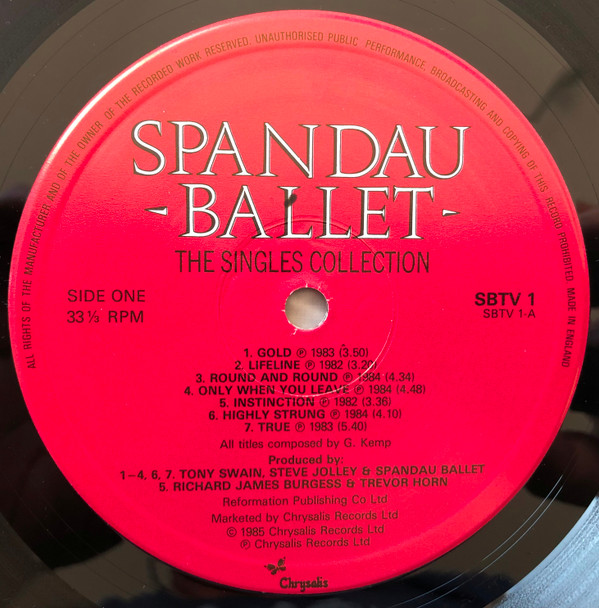 ALL RIGHTS OF THE MANUFACTURER AND OF THE OWNER OF THE RECORDED WORK RESERVED. UNAUTHORISED PUBLIC PERFORMANCE, BROADCASTING AND COPYING OF THIS RECORD PROHIBITED. MADE IN ENGLAND
SPANDAU
-BALLET-
THE SINGLES COLLECTION
SIDE ONE
33⅓ RPM
SBTV 1
SBTV 1-A
1. GOLD ℗ 1983 (3.50)
2. LIFELINE ℗ 1982 (3.20)
3. ROUND AND ROUND ℗ 1984 (4.34)
4. ONLY WHEN YOU LEAVE ℗ 1984 (4.48)
5. INSTINCTION ℗ 1982 (3.36)
6. HIGHLY STRUNG ℗ 1984 (4.10)
7. TRUE ℗ 1983 (5.40)
All titles composed by G. Kemp
Produced by:
1–4, 6, 7. TONY SWAIN, STEVE JOLLEY & SPANDAU BALLET
5. RICHARD JAMES BURGESS & TREVOR HORN
Reformation Publishing Co Ltd
Marketed by Chrysalis Records Ltd
© 1985 Chrysalis Records Ltd
℗ Chrysalis Records Ltd
Chrysalis